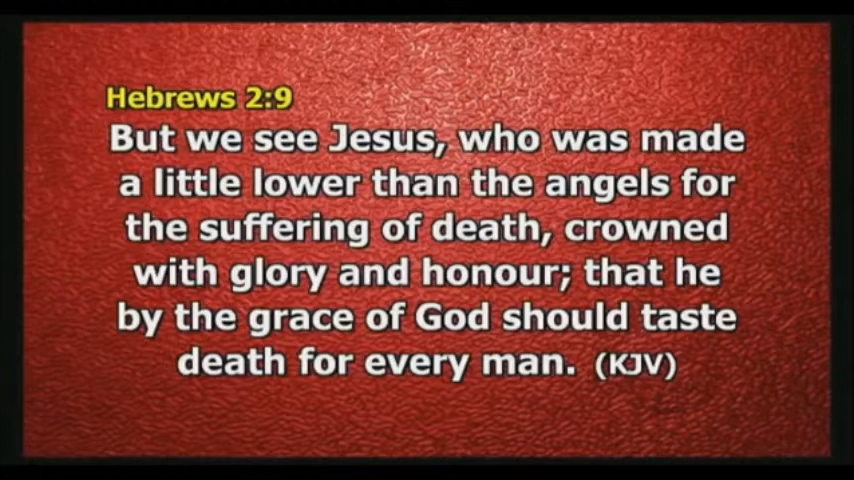 Hebrews 2:9
But we see Jesus, who was made
a little lower than the angels for
the suffering of death, crowned
with glory and honour; that he
by the grace of God should taste
death for every man. (KJV)